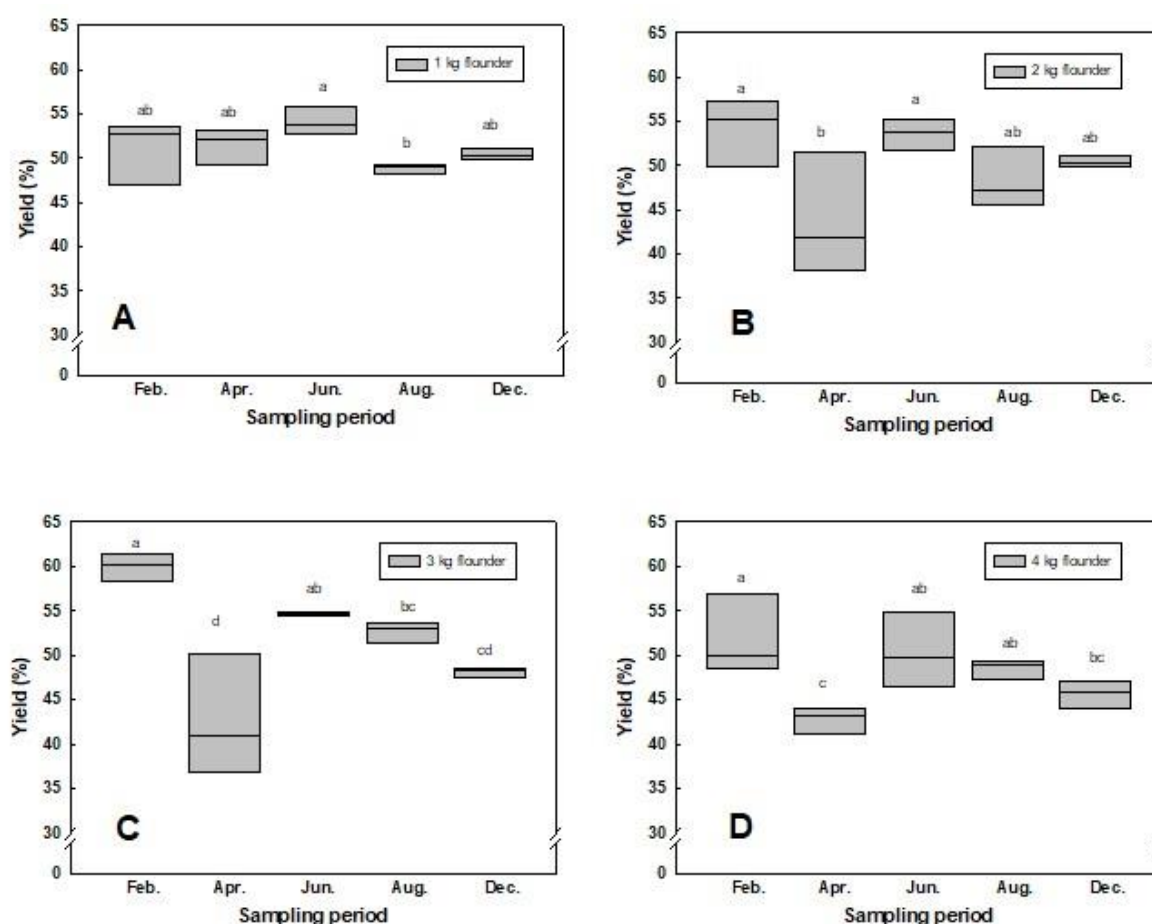 65
60
55
50
45
40
35
30
0
Yield (%)
1 kg flounder
ab
ab
a
b
ab
A
Feb.
Apr.
Jun.
Aug.
Dec.
Sampling period
65
60
55
50
45
40
35
30
0
Yield (%)
2 kg flounder
a
b
a
ab
ab
B
Feb.
Apr.
Jun.
Aug.
Dec.
Sampling period
65
60
55
50
45
40
35
30
0
Yield (%)
3 kg flounder
a
d
ab
bc
cd
C
Feb.
Apr.
Jun.
Aug.
Dec.
Sampling period
65
60
55
50
45
40
35
30
0
Yield (%)
4 kg flounder
a
c
ab
ab
bc
D
Feb.
Apr.
Jun.
Aug.
Dec.
Sampling period